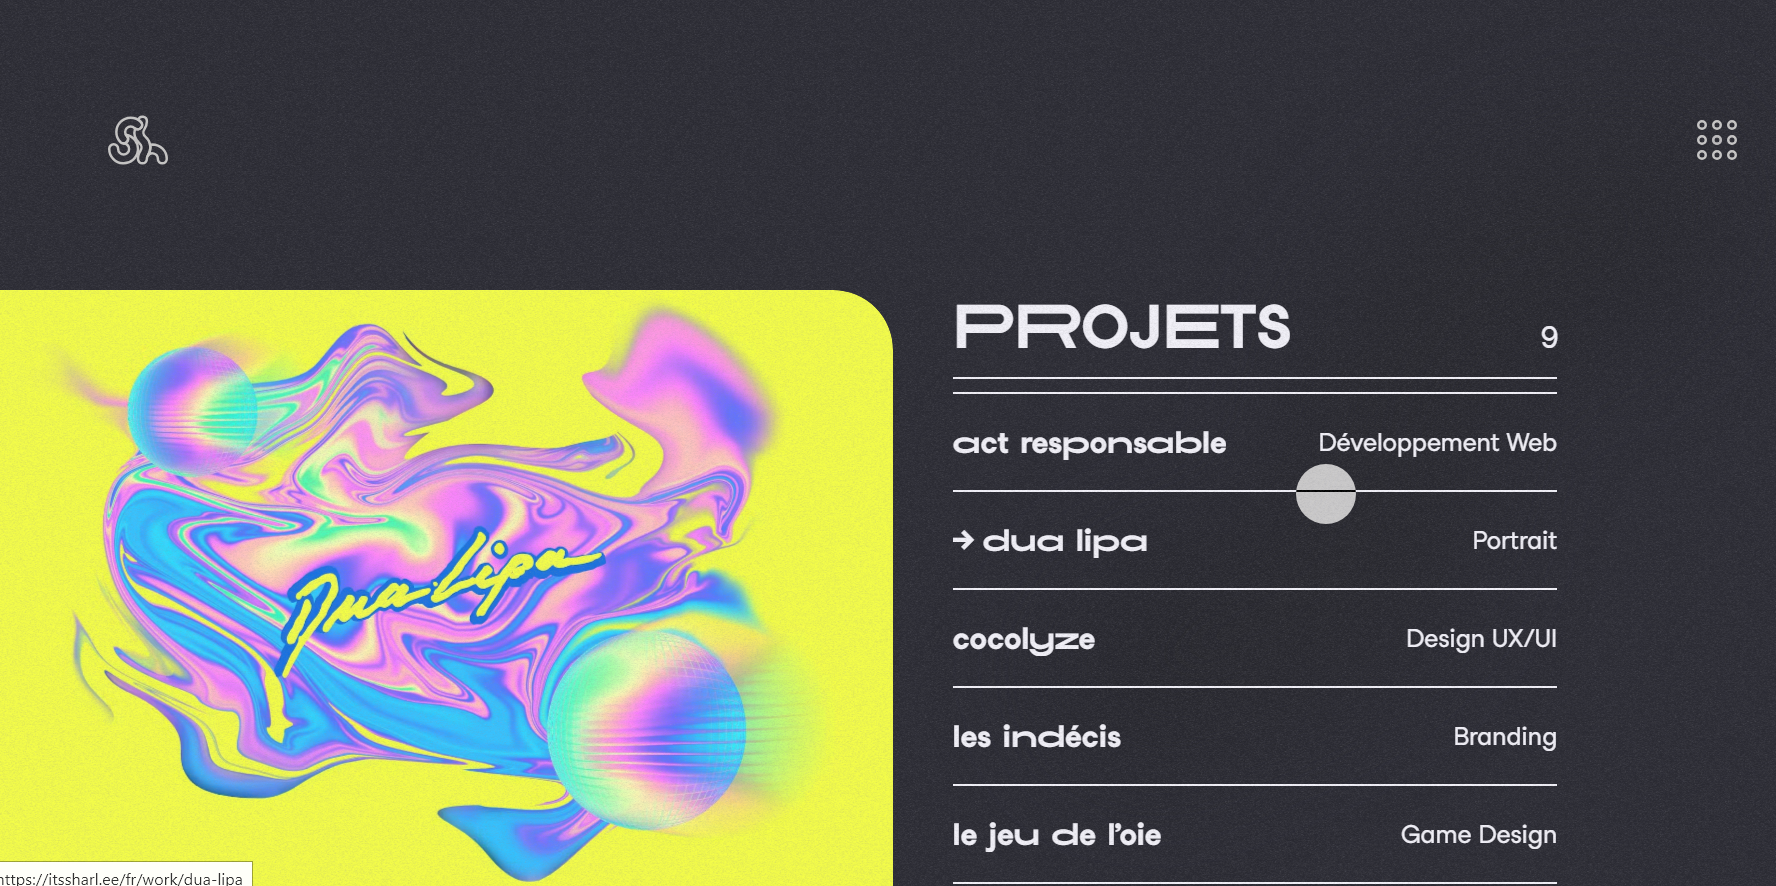 Sh
PROJETS 9
act responsable Développement Web
→ dua lipa Portrait
cocolyze Design UX/UI
les indécis Branding
le jeu de l'oie Game Design
Dua Lipa
https://itssharl.ee/fr/work/dua-lipa